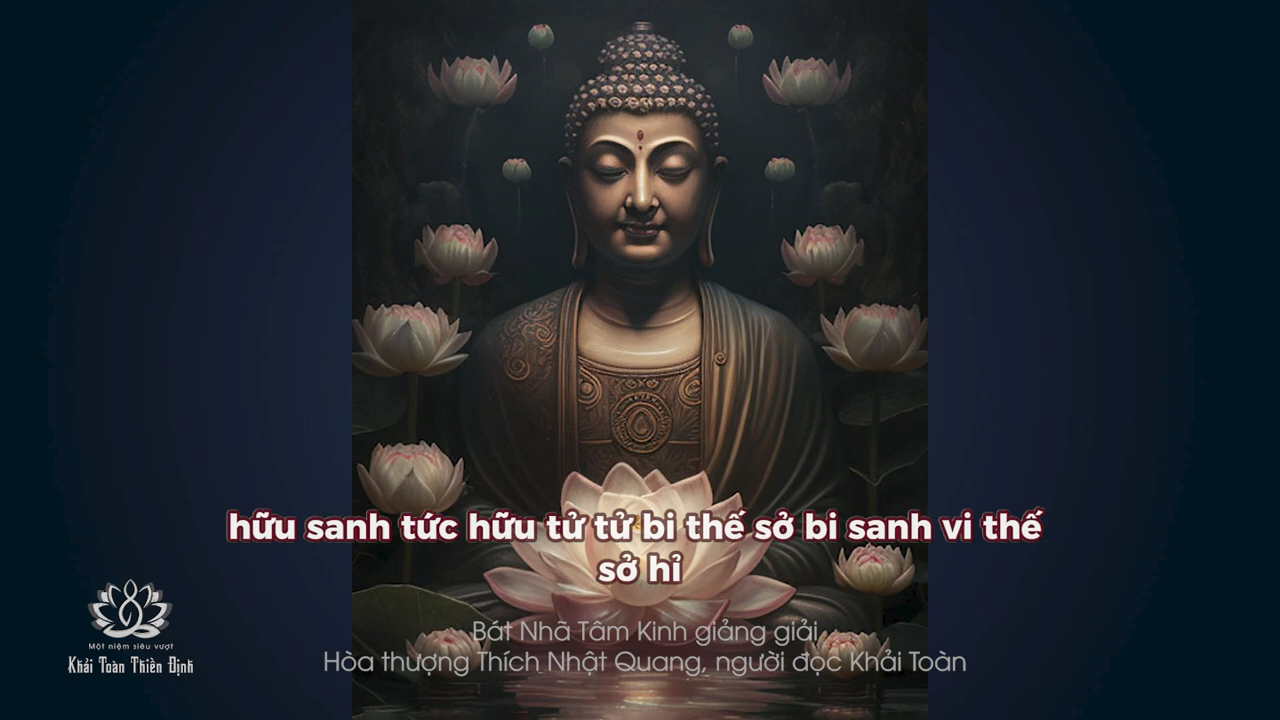 hữu sanh tức hữu tử tử bi thế sở bi sanh vi thế
sở hỉ
Bát Nhã Tâm Kinh giảng giải
Hòa thượng Thích Nhật Quang, người đọc Khải Toàn
Một niệm siêu vượt
Khải Toàn Thiền Định